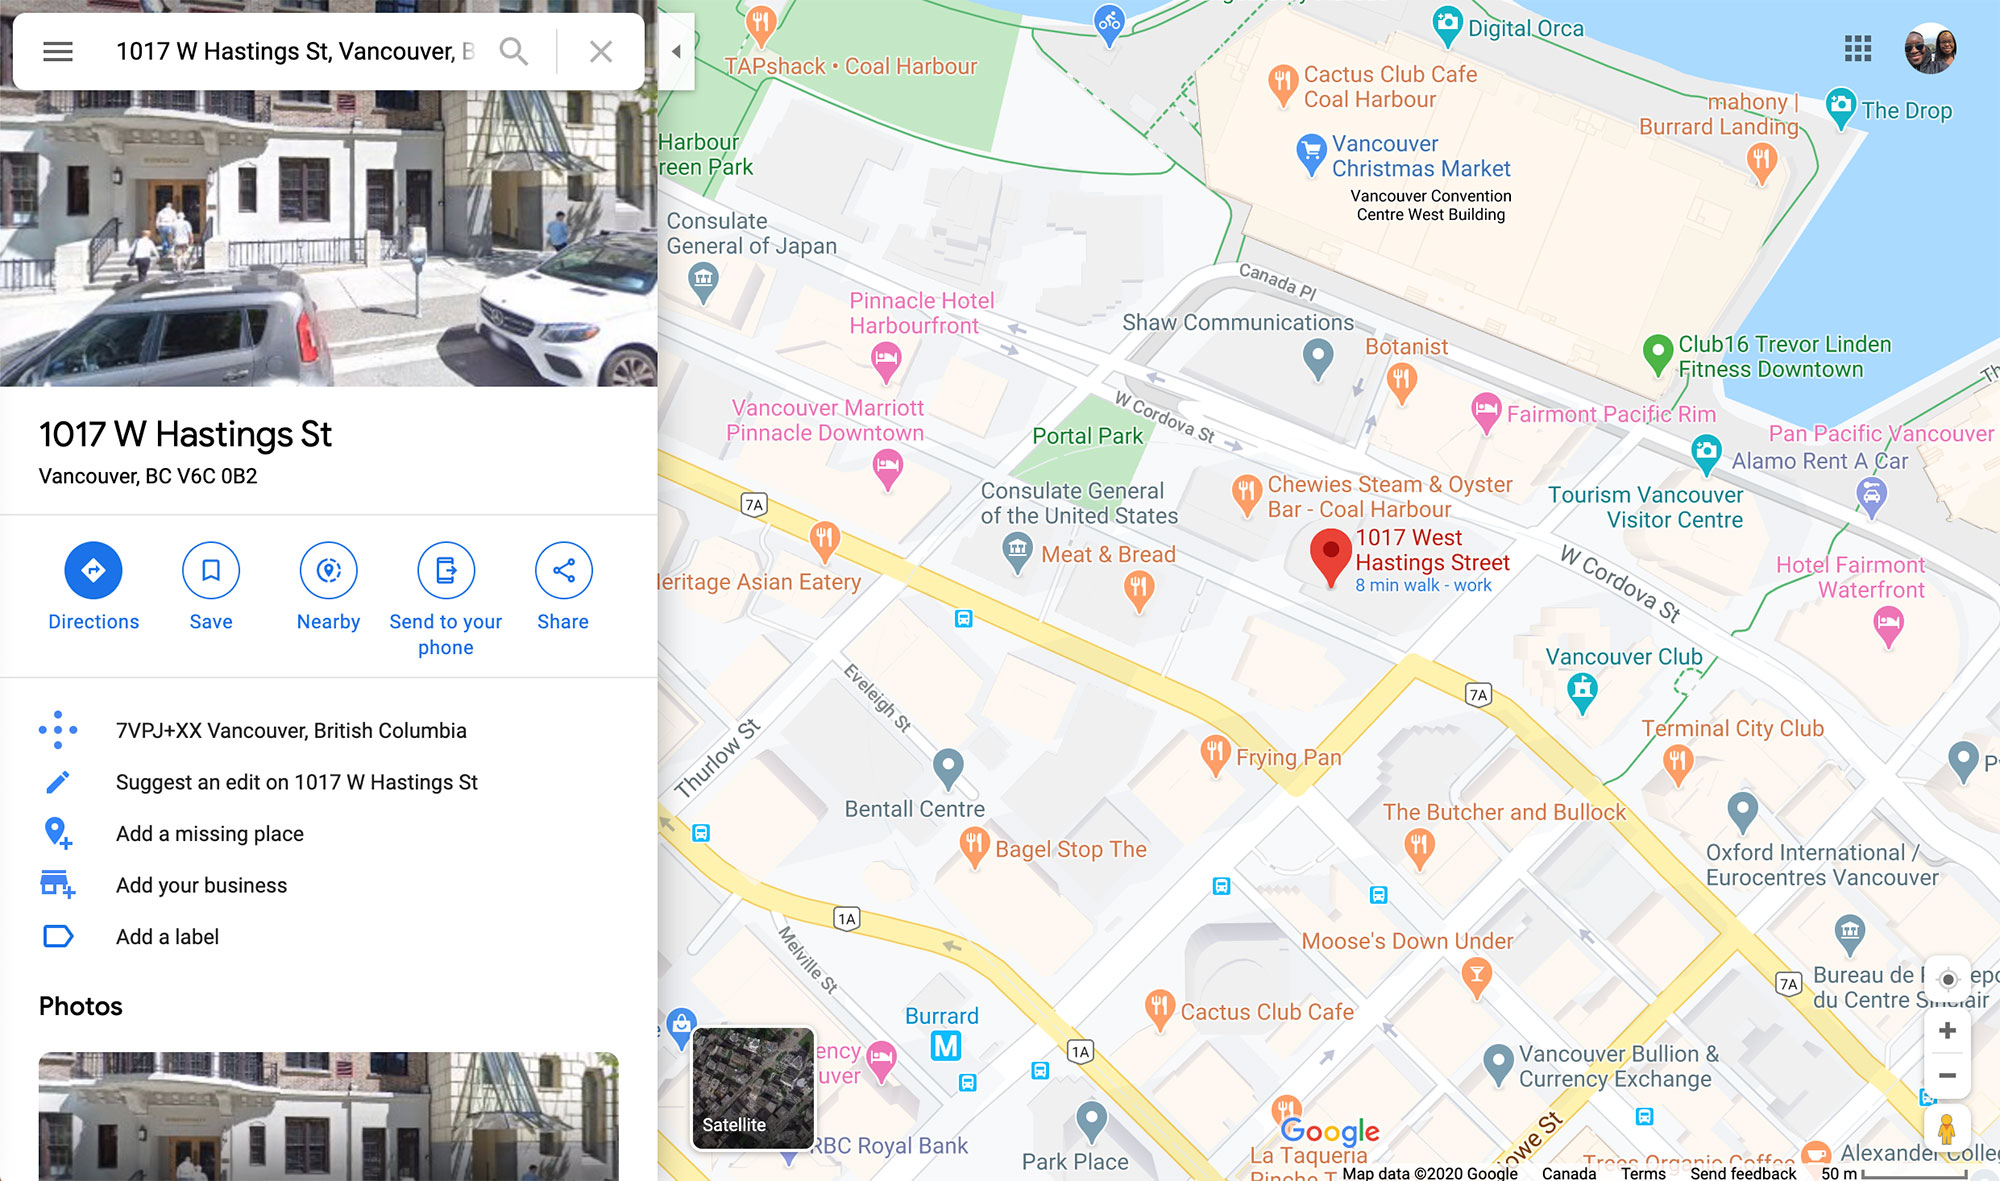 1017 W Hastings St, Vancouver, B
1017 W Hastings St
Vancouver, BC V6C 0B2
Directions
Save
Nearby
Send to your
phone
Share
7VPJ+XX Vancouver, British Columbia
Suggest an edit on 1017 W Hastings St
Add a missing place
Add your business
Add a label
Photos
TAPshack • Coal Harbour
Digital Orca
Cactus Club Cafe
Coal Harbour
mahony |
Burrard Landing
The Drop
Harbour
reen Park
Vancouver
Christmas Market
Vancouver Convention
Centre West Building
Consulate
General of Japan
Canada Pl
Pinnacle Hotel
Harbourfront
Shaw Communications
Botanist
Club16 Trevor Linden
Fitness Downtown
Th
Vancouver Marriott
Pinnacle Downtown
W Cordova St
Portal Park
Fairmont Pacific Rim
Pan Pacific Vancouver
Alamo Rent A Car
7A
Consulate General
of the United States
Chewies Steam & Oyster
Bar - Coal Harbour
Tourism Vancouver
Visitor Centre
1017 West
Hastings Street
8 min walk - work
Meat & Bread
W Cordova St
Hotel Fairmont
Waterfront
leritage Asian Eatery
Vancouver Club
Eveleigh St
7A
Thurlow St
Terminal City Club
Frying Pan
P
Bentall Centre
The Butcher and Bullock
Bagel Stop The
Oxford International /
Eurocentres Vancouver
1A
Melville St
Moose's Down Under
7A
Bureau de F
epo
du Centre Sinclair
Burrard
M
Cactus Club Cafe
e
ency
uver
1A
Vancouver Bullion &
Currency Exchange
Satellite
RBC Royal Bank
Park Place
Google
La Taqueria
Pinche T
owe St
Trees Organic Coffee
Alexander Colleg
Map data ©2020 Google
Canada
Terms
Send feedback
50 m